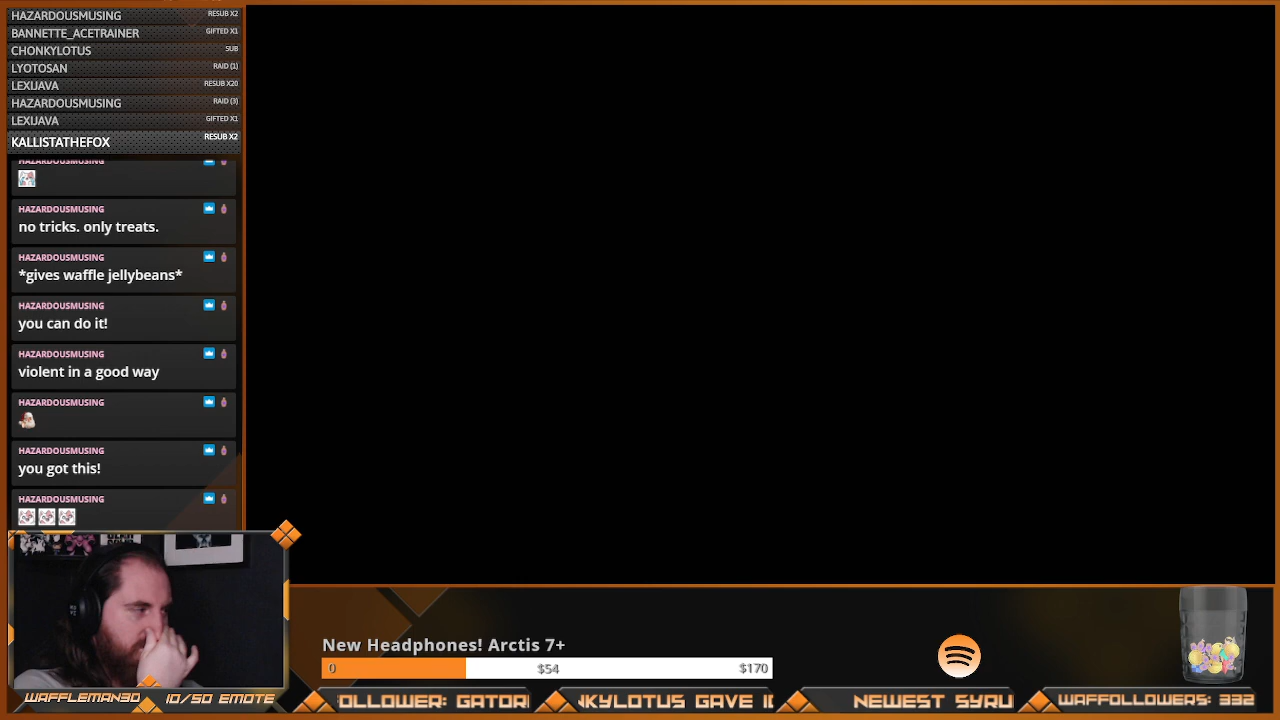 HAZARDOUSMUSING RESUB X2
BANNETTE_ACETRAINER GIFTED X1
CHONKYLOTUS SUB
LYOTOSAN RAID (1)
LEXIJAVA RESUB X20
HAZARDOUSMUSING RAID (3)
LEXIJAVA GIFTED X1
KALLISTATHEFOX RESUB X2
HAZARDOUSMUSING
HAZARDOUSMUSING
no tricks. only treats.
HAZARDOUSMUSING
*gives waffle jellybeans*
HAZARDOUSMUSING
you can do it!
HAZARDOUSMUSING
violent in a good way
HAZARDOUSMUSING
HAZARDOUSMUSING
you got this!
HAZARDOUSMUSING
New Headphones! Arctis 7+
0 $54 $170
WAFFLEMAN3D 10/50 EMOTE
OLLOWER: GATOR
KYLOTUS GAVE
NEWEST SYRU
WAFFOLLOWERS: 332